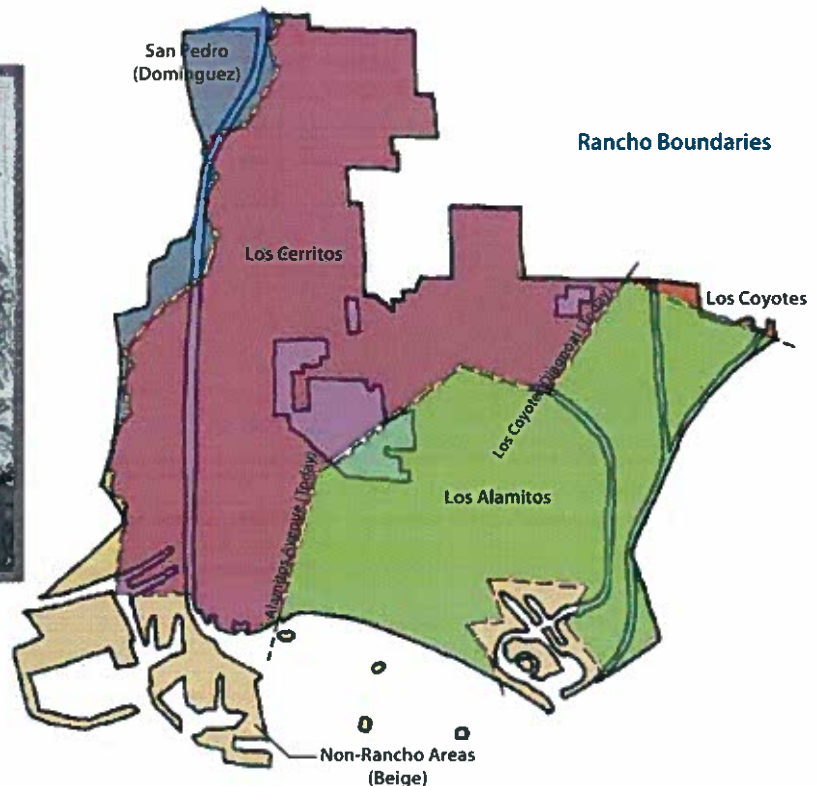 San Pedro
(Dominguez)
Rancho Boundaries
Los Cerritos
Los Coyotes
Los Coyotes Diagonal (Today)
Los Alamitos
Alamitos Avenue (Today)
Non-Rancho Areas
(Beige)